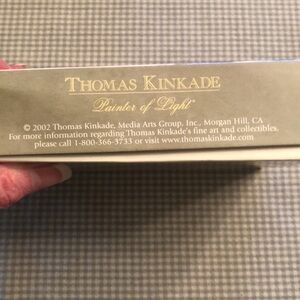 THOMAS KINKADE
Painter of Light™
© 2002 Thomas Kinkade, Media Arts Group, Inc., Morgan Hill, CA
For more information regarding Thomas Kinkade's fine art and collectibles,
please call 1-800-366-3733 or visit www.thomaskinkade.com